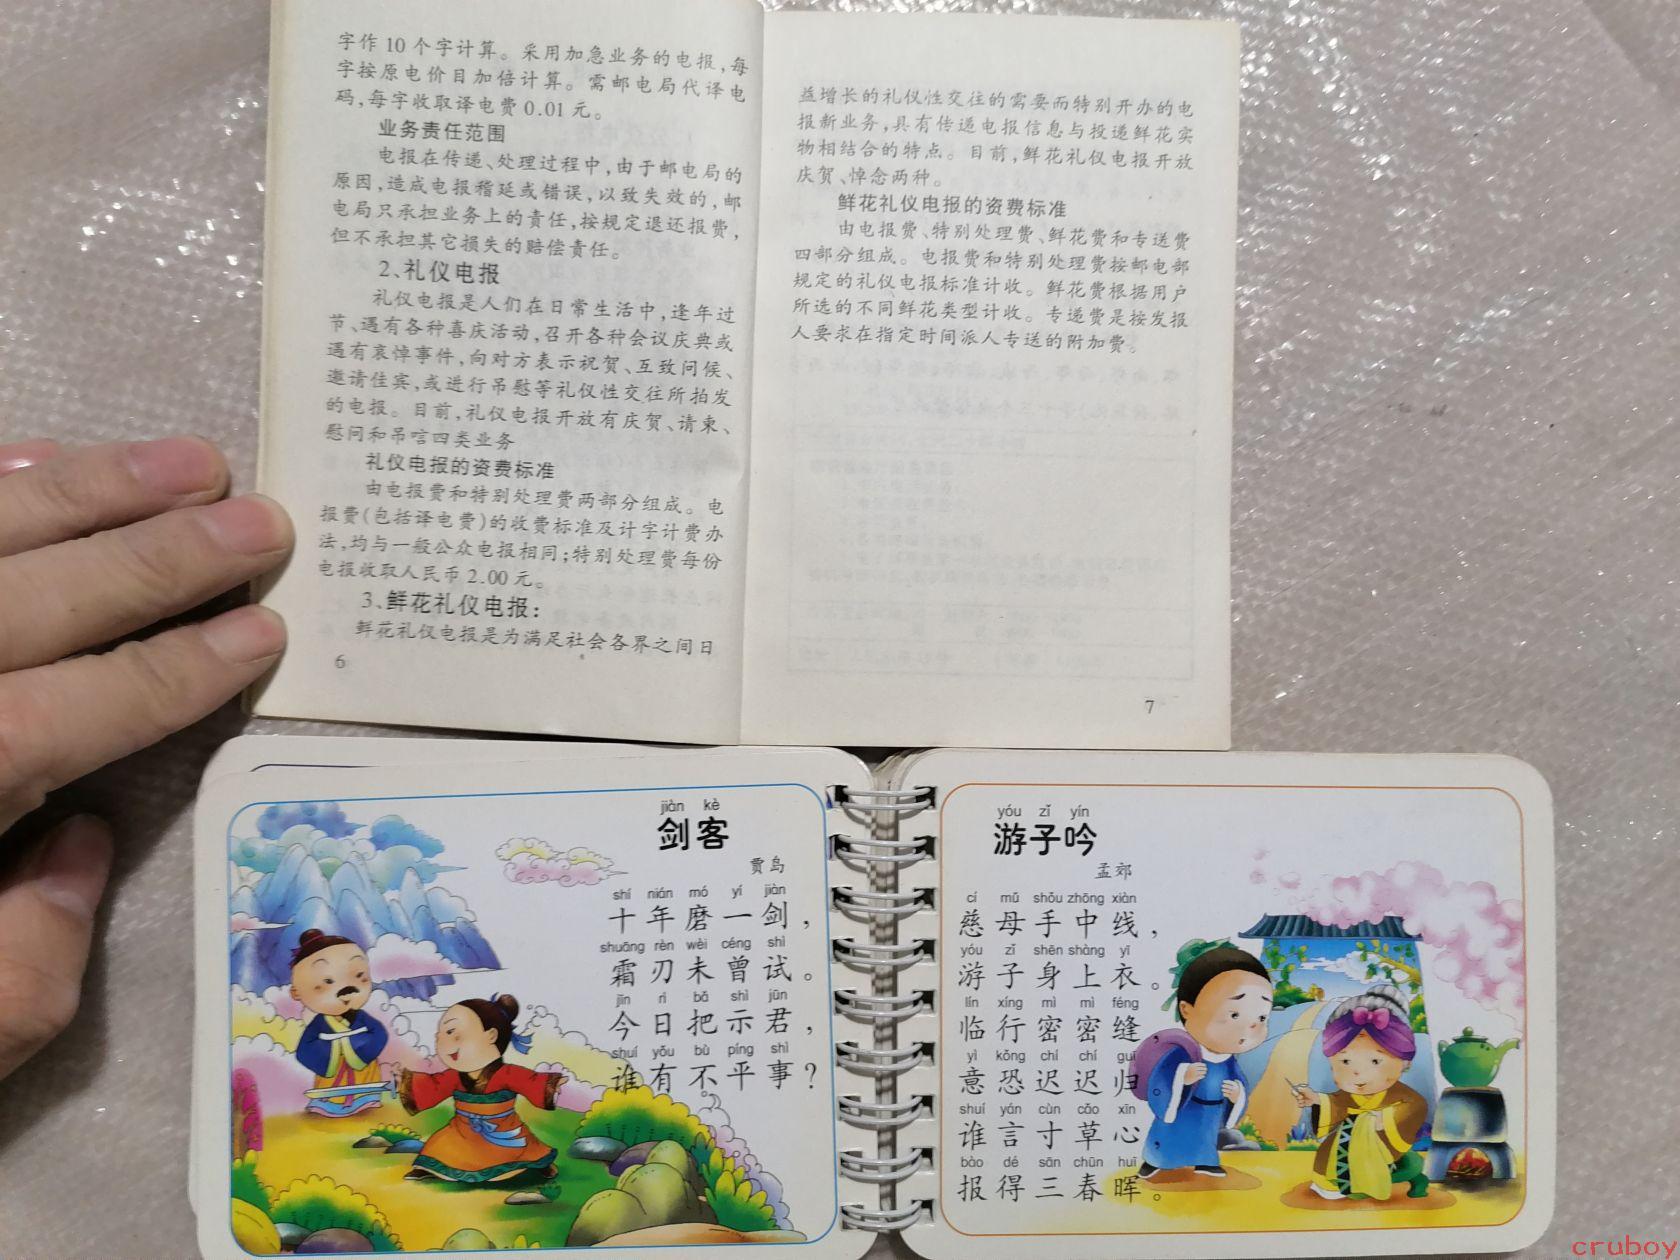 字作10个字计算。采用加急业务的电报,每
字按原电价目加倍计算。需邮电局代译电
码,每字收取译电费0.01元。
业务责任范围
电报在传递、处理过程中,由于邮电局的
原因,造成电报稽延或错误,以致失效的,邮
电局只承担业务上的责任,按规定退还报费,
但不承担其它损失的赔偿责任。
2、礼仪电报
礼仪电报是人们在日常生活中,逢年过
节、遇有各种喜庆活动,召开各种会议庆典或
遇有哀悼事件,向对方表示祝贺、互致问候、
邀请佳宾,或进行吊慰等礼仪性交往所拍发
的电报。目前,礼仪电报开放有庆贺、请柬、
慰问和吊唁四类业务
礼仪电报的资费标准
由电报费和特别处理费两部分组成。电
报费(包括译电费)的收费标准及计字计费办
法,均与一般公众电报相同;特别处理费每份
电报收取人民币2.00元。
3、鲜花礼仪电报:
鲜花礼仪电报是为满足社会各界之间日
6
益增长的礼仪性交往的需要而特别开办的电
报新业务,具有传递电报信息与投递鲜花实
物相结合的特点。目前,鲜花礼仪电报开放
庆贺、悼念两种。
鲜花礼仪电报的资费标准
由电报费、特别处理费、鲜花费和专送费
四部分组成。电报费和特别处理费按邮电部
规定的礼仪电报标准计收。鲜花费根据用户
所选的不同鲜花类型计收。专递费是按发报
人要求在指定时间派人专送的附加费。
7
jiàn kè
剑客
贾岛
shí nián mó yí jiàn
十年磨一剑,
shuāng rèn wèi céng shì
霜刃未曾试。
jīn rì bǎ shì jūn
今日把示君,
shuí yǒu bù píng shì
谁有不平事?
yóu zǐ yín
游子吟
孟郊
cí mǔ shǒu zhōng xiàn
慈母手中线,
yóu zǐ shēn shàng yī
游子身上衣。
lín xíng mì mì féng
临行密密缝,
yì kǒng chí chí guī
意恐迟迟归。
shuí yán cùn cǎo xīn
谁言寸草心,
bào dé sān chūn huī
报得三春晖。
cruboy